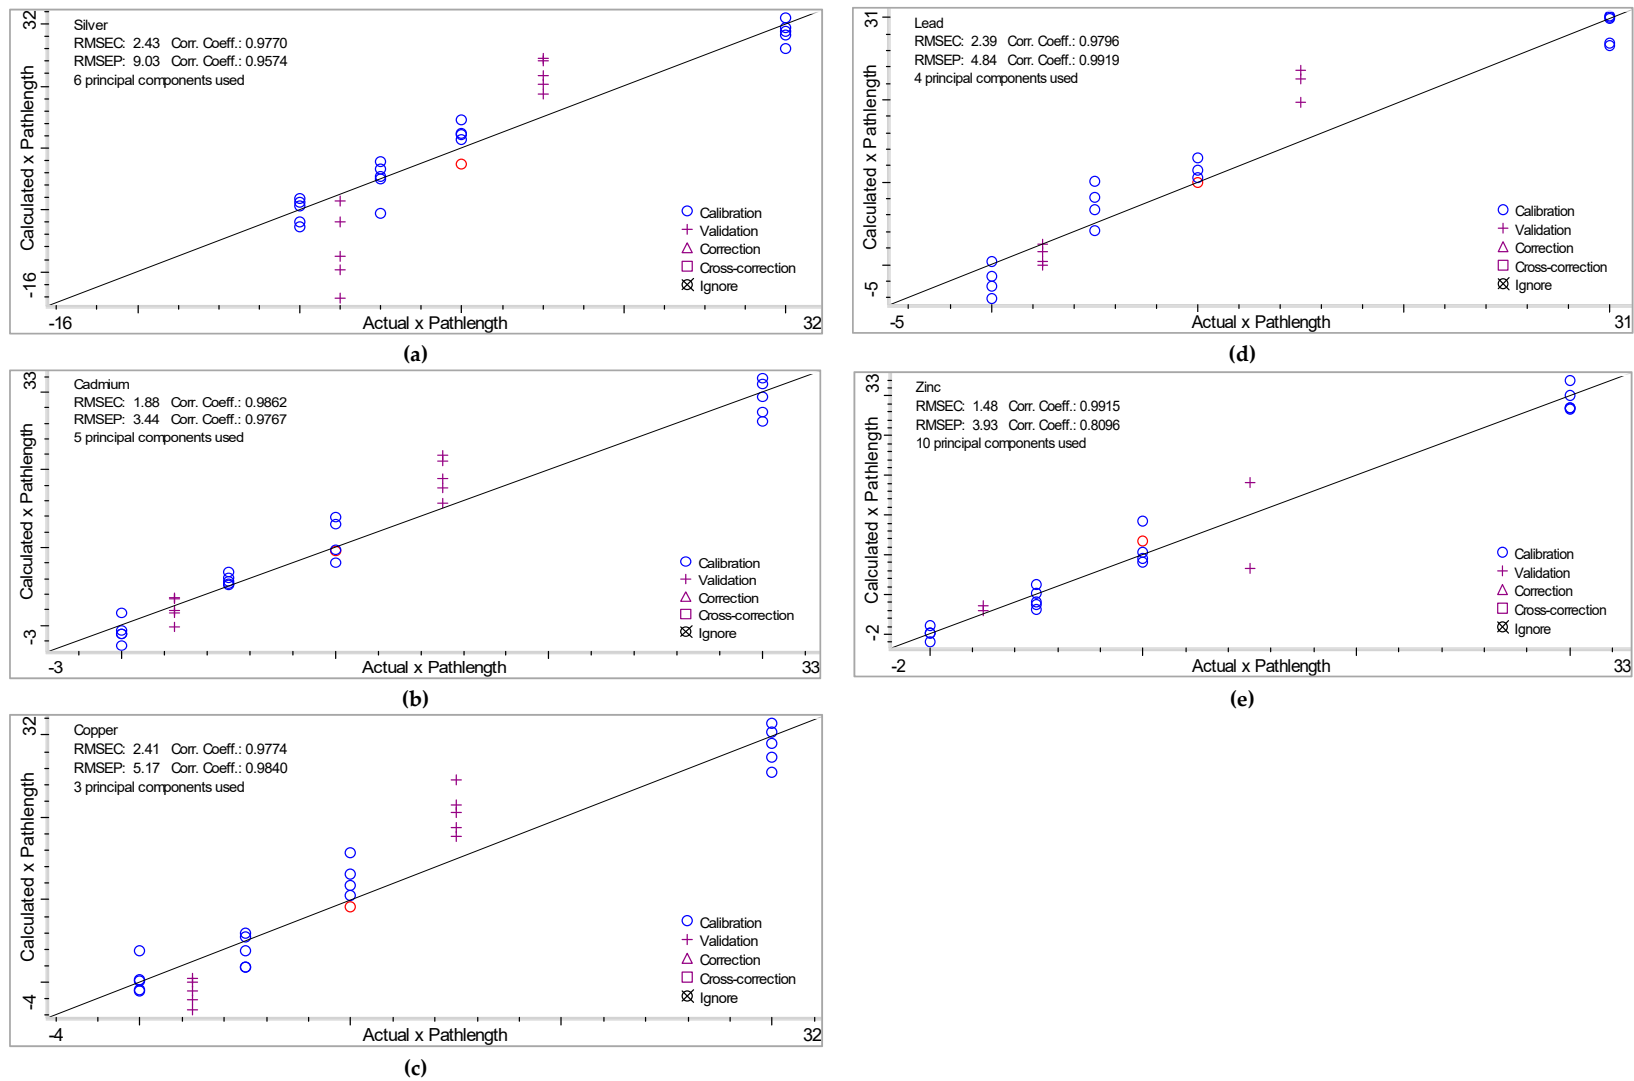 Silver
RMSEC: 2.43 Corr. Coeff.: 0.9770
RMSEP: 9.03 Corr. Coeff.: 0.9574
6 principal components used
32
Calculated x Pathlength
-16
Calibration
Validation
Correction
Cross-correction
Ignore
-16
Actual x Pathlength
32
(a)
Lead
RMSEC: 2.39 Corr. Coeff.: 0.9796
RMSEP: 4.84 Corr. Coeff.: 0.9919
4 principal components used
31
Calculated x Pathlength
-5
Calibration
Validation
Correction
Cross-correction
Ignore
-5
Actual x Pathlength
31
(d)
Cadmium
RMSEC: 1.88 Corr. Coeff.: 0.9862
RMSEP: 3.44 Corr. Coeff.: 0.9767
5 principal components used
33
Calculated x Pathlength
-3
Calibration
Validation
Correction
Cross-correction
Ignore
-3
Actual x Pathlength
33
(b)
Zinc
RMSEC: 1.48 Corr. Coeff.: 0.9915
RMSEP: 3.93 Corr. Coeff.: 0.8096
10 principal components used
33
Calculated x Pathlength
-2
Calibration
Validation
Correction
Cross-correction
Ignore
-2
Actual x Pathlength
33
(e)
Copper
RMSEC: 2.41 Corr. Coeff.: 0.9774
RMSEP: 5.17 Corr. Coeff.: 0.9840
3 principal components used
32
Calculated x Pathlength
-4
Calibration
Validation
Correction
Cross-correction
Ignore
-4
Actual x Pathlength
32
(c)